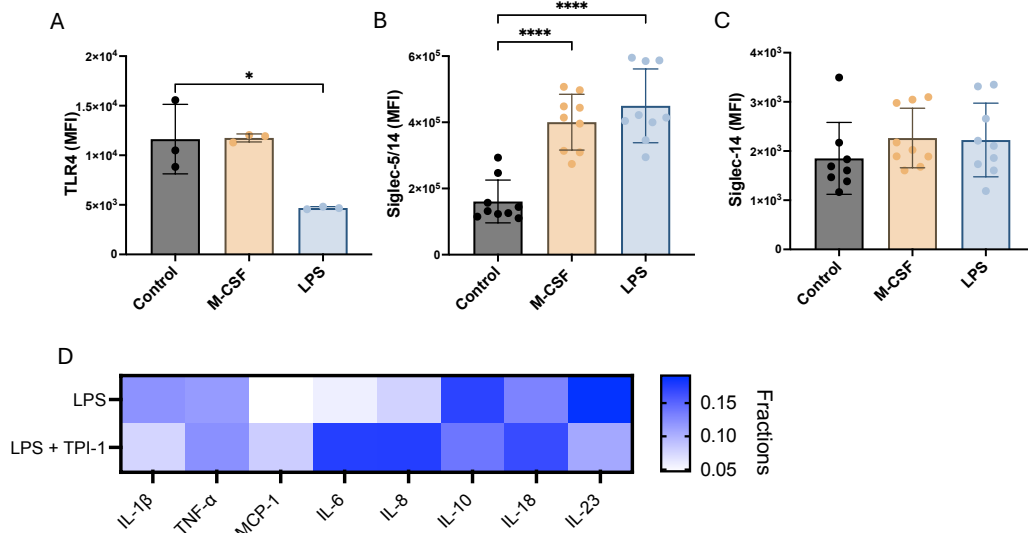 A
TLR4 (MFI)
2×10⁴
1.5×10⁴
1×10⁴
5×10³
0
*
Control
M-CSF
LPS
B
Siglec-5/14 (MFI)
6×10⁵
4×10⁵
2×10⁵
0
****
****
Control
M-CSF
LPS
C
Siglec-14 (MFI)
4×10³
3×10³
2×10³
1×10³
0
Control
M-CSF
LPS
D
LPS
LPS + TPI-1
IL-1β
TNF-α
MCP-1
IL-6
IL-8
IL-10
IL-18
IL-23
0.15
0.10
0.05
Fractions